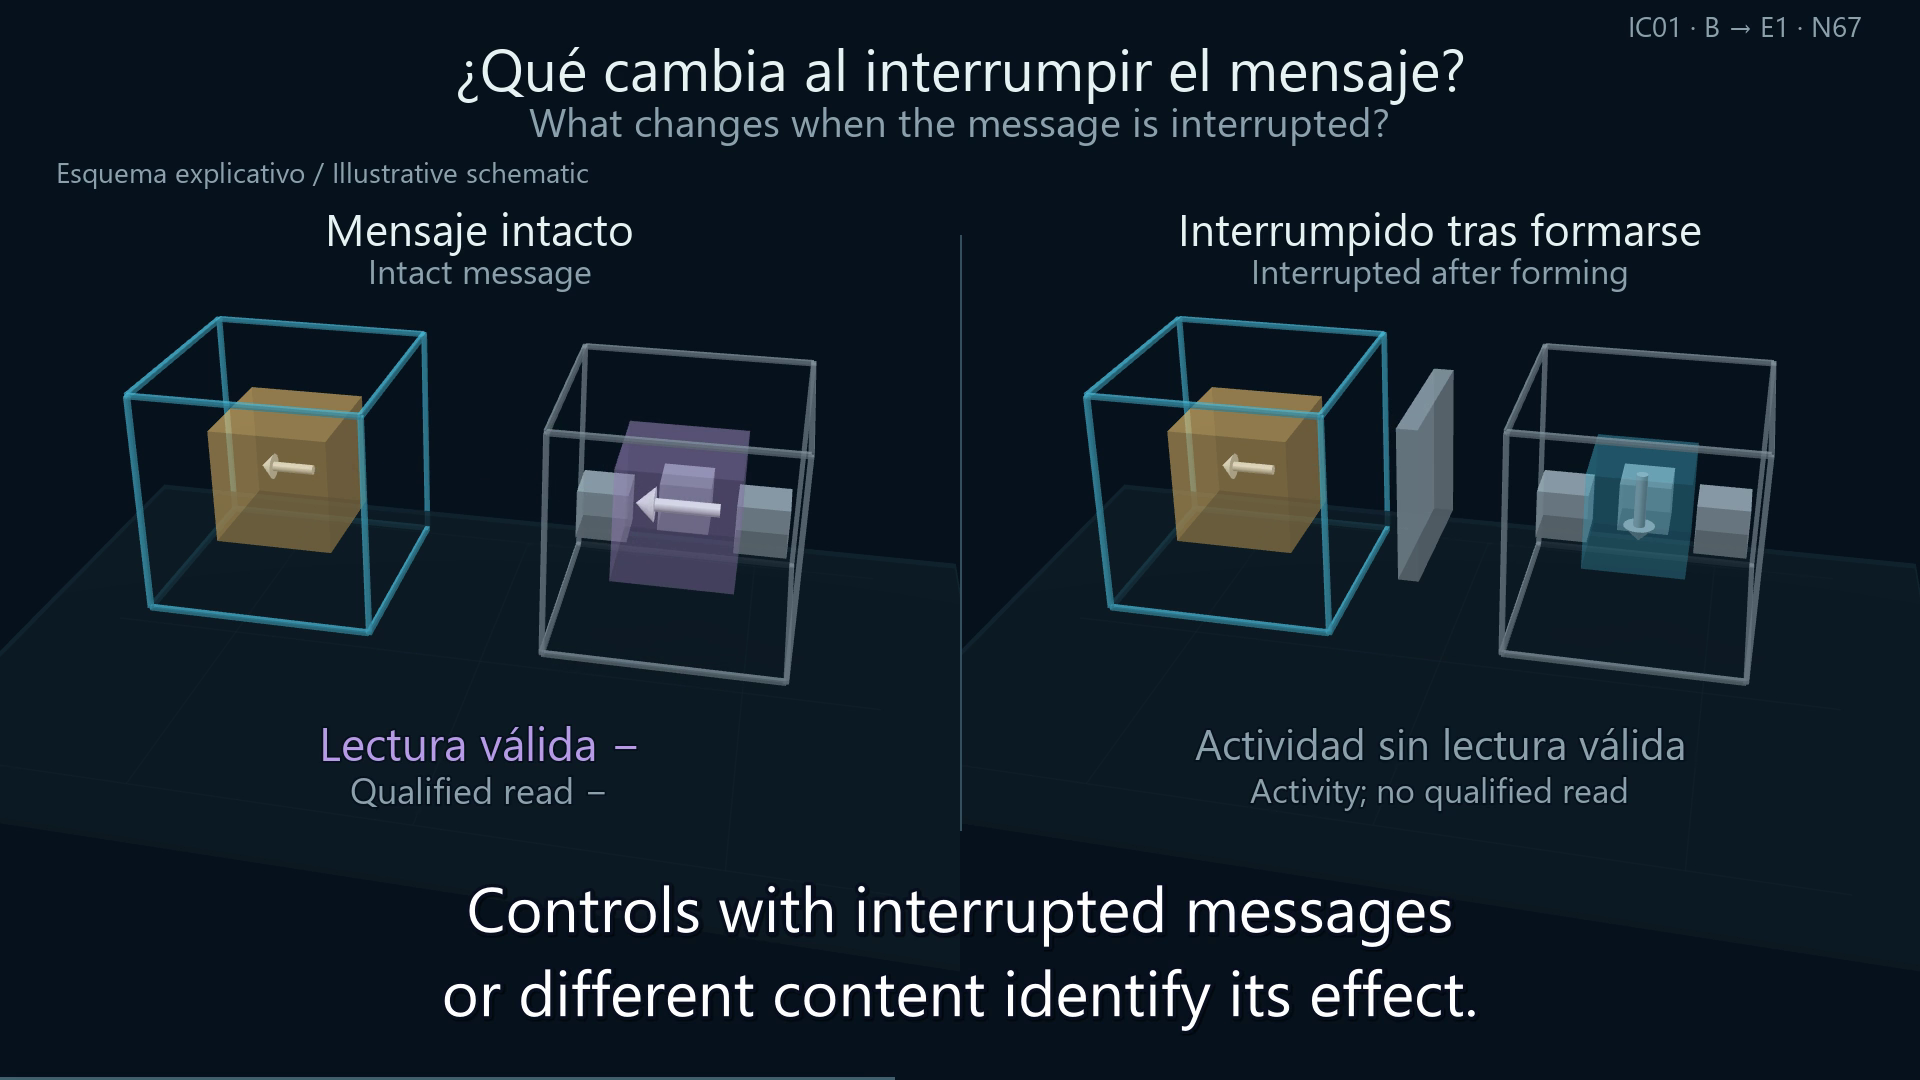 IC01 · B → E1 · N67
¿Qué cambia al interrumpir el mensaje?
What changes when the message is interrupted?
Esquema explicativo / Illustrative schematic
Mensaje intacto
Intact message
Interrumpido tras formarse
Interrupted after forming
Lectura válida −
Qualified read −
Actividad sin lectura válida
Activity; no qualified read
Controls with interrupted messages
or different content identify its effect.